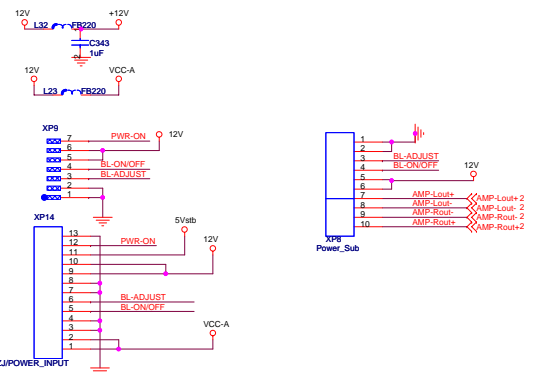 12V +12V
L32 FB220
C343
1uF
12V VCC-A
L23 FB220
XP9
7 PWR-ON 12V
6
5
4 BL-ON/OFF
3 BL-ADJUST
2
1
XP14
13
12 PWR-ON
11 5Vstb
10
9 12V
8
7
6 BL-ADJUST
5 BL-ON/OFF
4
3
2 VCC-A
1
ZJ/POWER_INPUT
1
2
3 BL-ADJUST
4 BL-ON/OFF
5 12V
6
7 AMP-Lout+ AMP-Lout+ 2
8 AMP-Lout- AMP-Lout- 2
9 AMP-Rout- AMP-Rout- 2
10 AMP-Rout+ AMP-Rout+2
XP8
Power_Sub